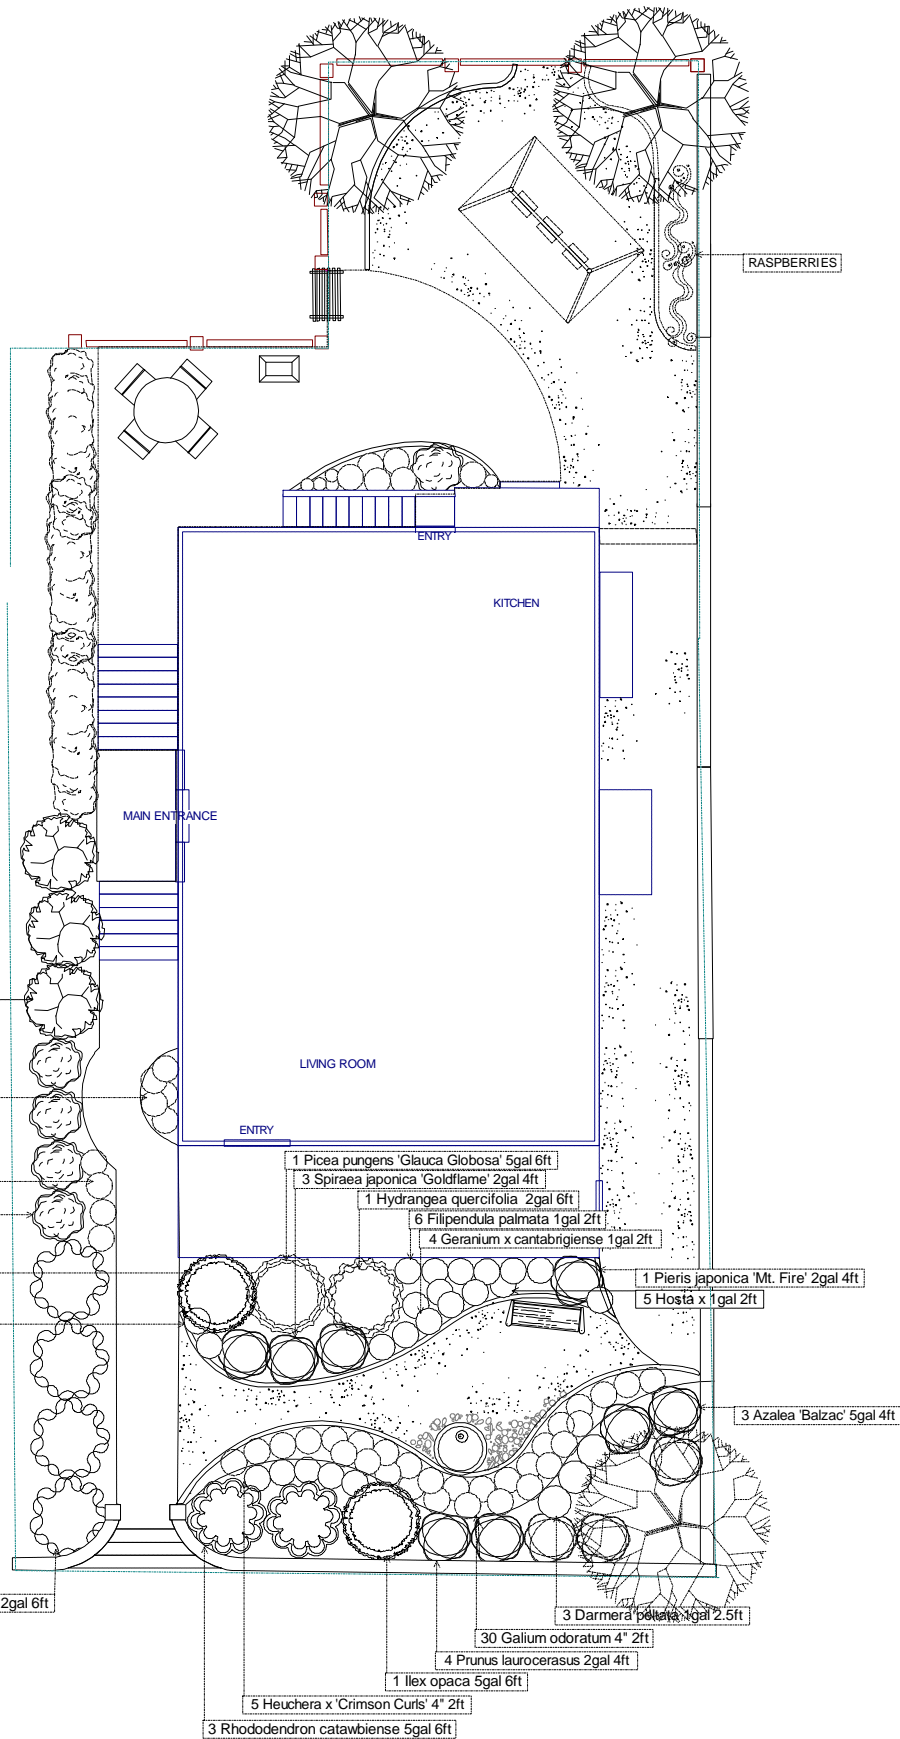 RASPBERRIES
ENTRY
KITCHEN
MAIN ENTRANCE
LIVING ROOM
ENTRY
1 Picea pungens 'Glauca Globosa' 5gal 6ft
3 Spiraea japonica 'Goldflame' 2gal 4ft
1 Hydrangea quercifolia 2gal 6ft
6 Filipendula palmata 1gal 2ft
4 Geranium x cantabrigiense 1gal 2ft
1 Pieris japonica 'Mt. Fire' 2gal 4ft
5 Hosta x 1gal 2ft
3 Azalea 'Balzac' 5gal 4ft
2gal 6ft
3 Darmera peltata 1gal 2.5ft
30 Galium odoratum 4" 2ft
4 Prunus laurocerasus 2gal 4ft
1 Ilex opaca 5gal 6ft
5 Heuchera x 'Crimson Curls' 4" 2ft
3 Rhododendron catawbiense 5gal 6ft